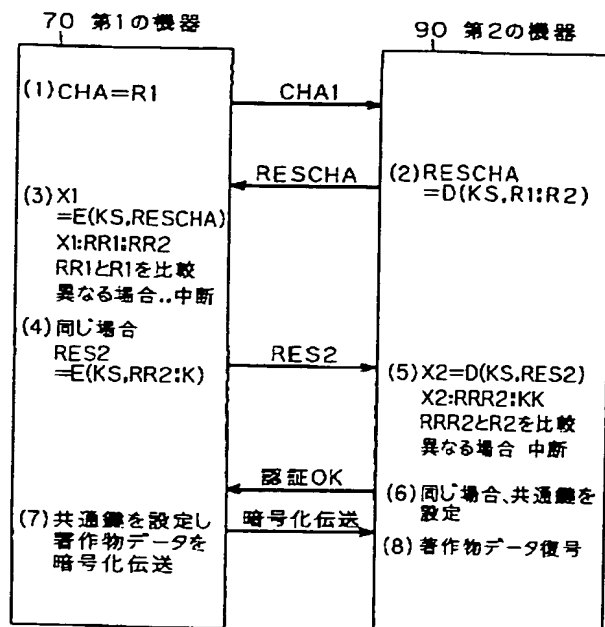 70 第1の機器
90 第2の機器
(1) CHA=R1
CHA1
RESCHA
(2) RESCHA
=D(KS,R1:R2)
(3) X1
=E(KS,RESCHA)
X1:RR1:RR2
RR1とR1を比較
異なる場合..中断
(4) 同じ場合
RES2
=E(KS,RR2:K)
RES2
(5) X2=D(KS,RES2)
X2:RRR2:KK
RRR2とR2を比較
異なる場合 中断
認証OK
(6) 同じ場合、共通鍵を
設定
(7) 共通鍵を設定し
著作物データを
暗号化伝送
暗号化伝送
(8) 著作物データ復号